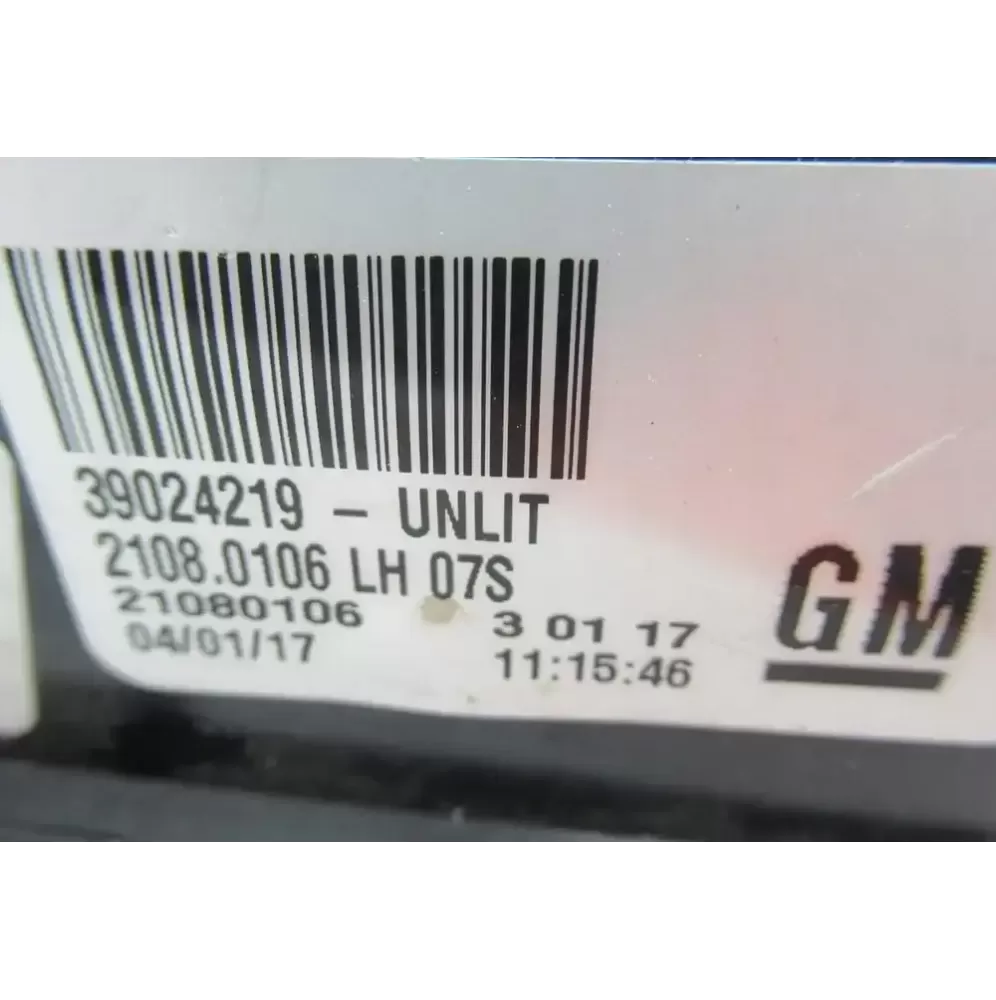 39024219 - UNLIT
2108.0106 LH 07S
21080106
04/01/17
3 01 17
11:15:46
GM